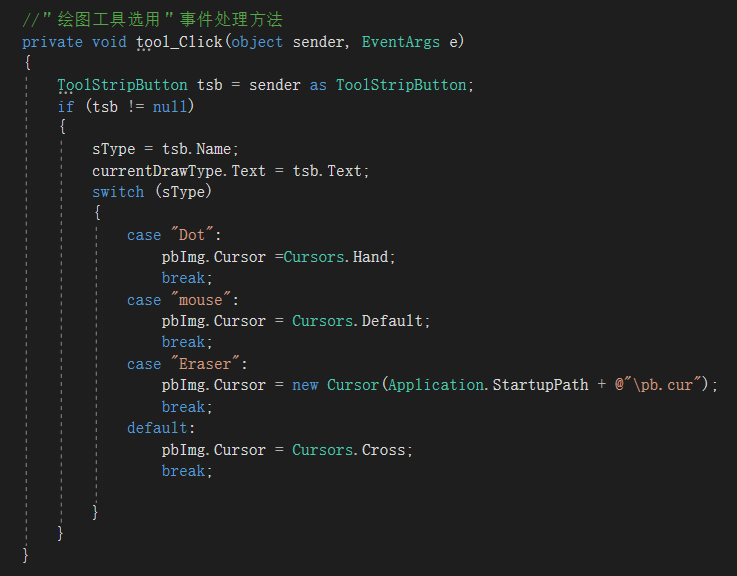 //”绘图工具选用”事件处理方法
private void tool_Click(object sender, EventArgs e)
{
ToolStripButton tsb = sender as ToolStripButton;
if (tsb != null)
{
sType = tsb.Name;
currentDrawType.Text = tsb.Text;
switch (sType)
{
case "Dot":
pbImg.Cursor =Cursors.Hand;
break;
case "mouse":
pbImg.Cursor = Cursors.Default;
break;
case "Eraser":
pbImg.Cursor = new Cursor(Application.StartupPath + @"\pb.cur");
break;
default:
pbImg.Cursor = Cursors.Cross;
break;
}
}
}